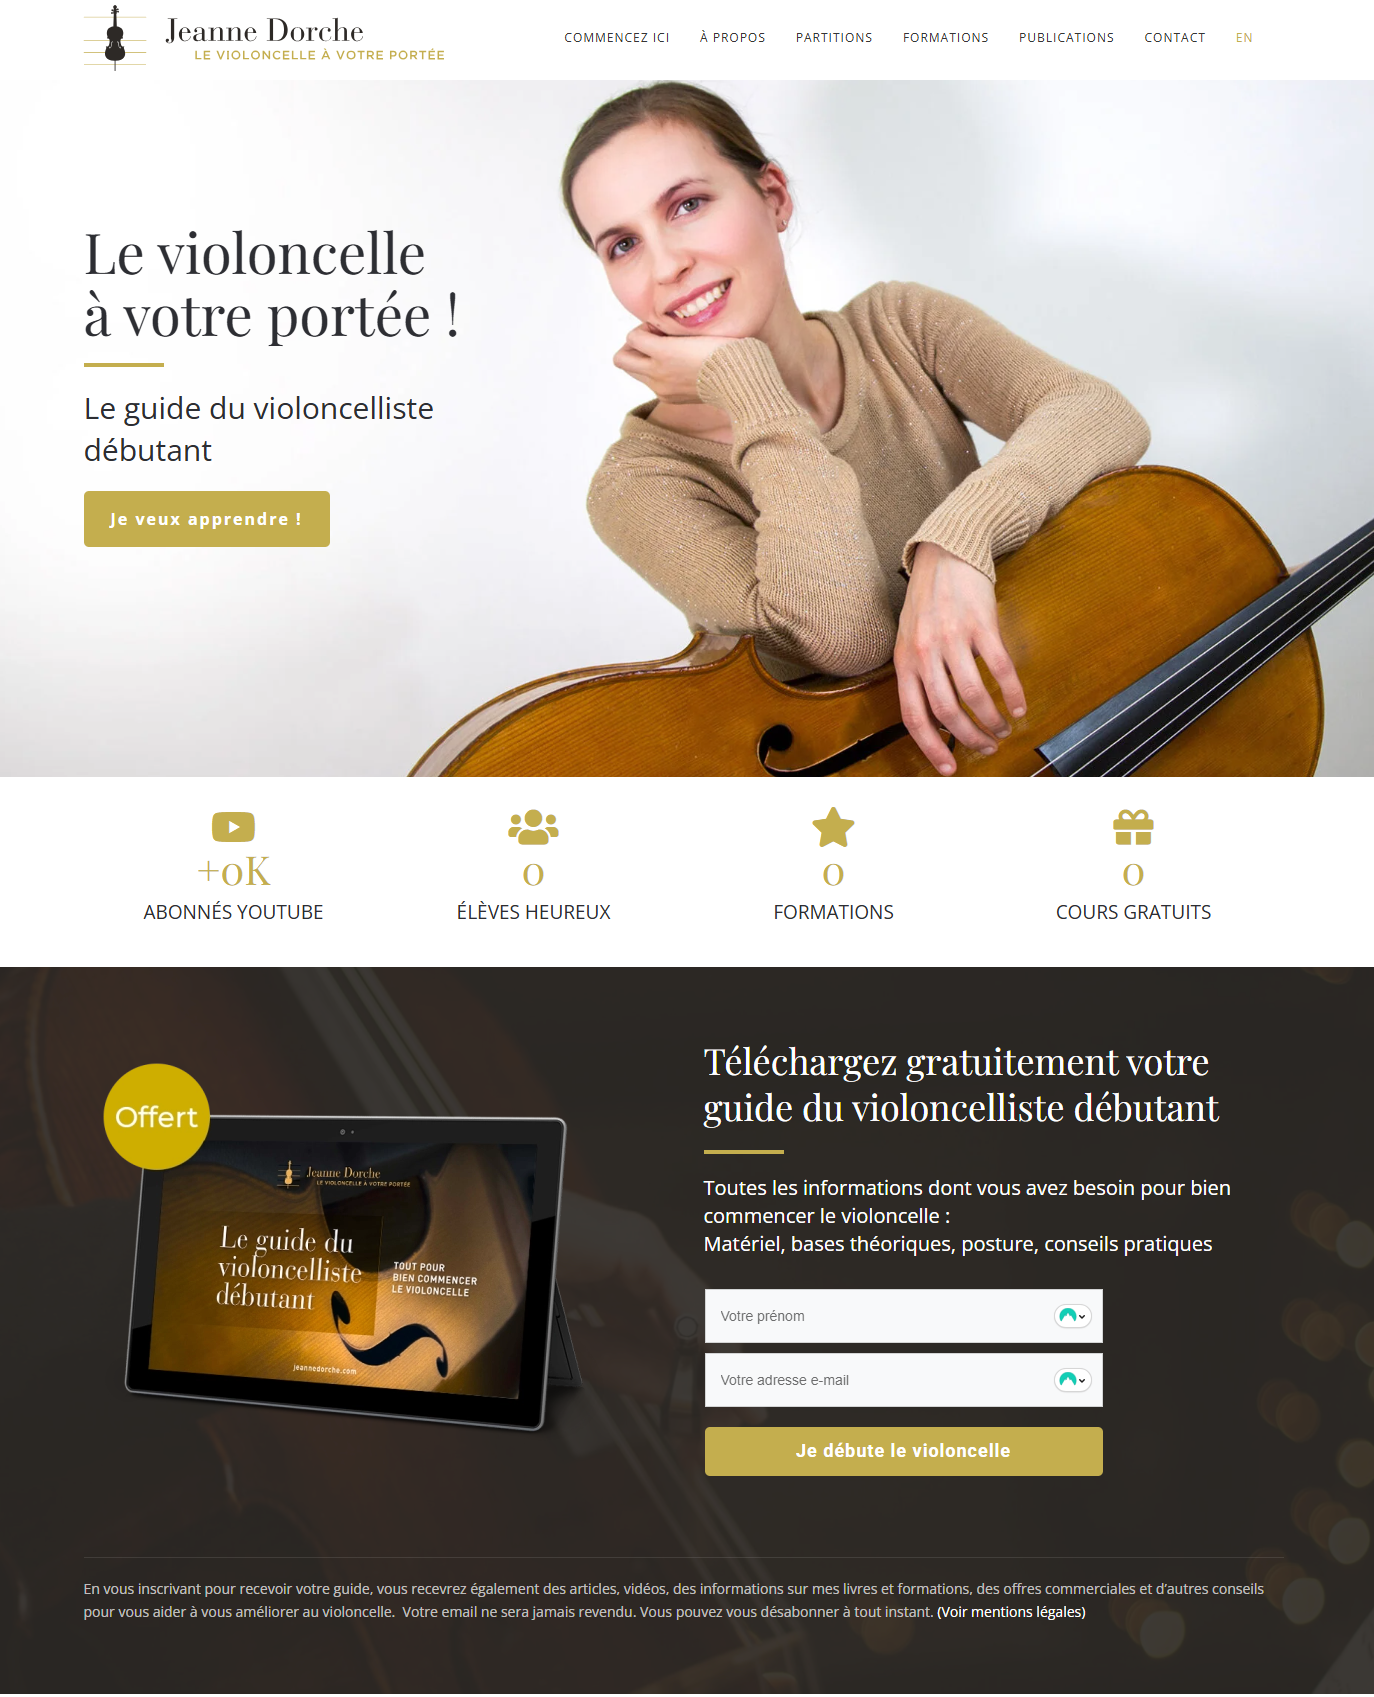 Jeanne Dorche
LE VIOLONCELLE À VOTRE PORTÉE
COMMENCEZ ICI
À PROPOS
PARTITIONS
FORMATIONS
PUBLICATIONS
CONTACT
EN
Le violoncelle
à votre portée !
Le guide du violoncelliste
débutant
Je veux apprendre !
+0K
ABONNÉS YOUTUBE
0
ÉLÈVES HEUREUX
0
FORMATIONS
0
COURS GRATUITS
Offert
Jeanne Dorche
LE VIOLONCELLE À VOTRE PORTÉE
Le guide du
violoncelliste
débutant
TOUT POUR
BIEN COMMENCER
LE VIOLONCELLE
jeannedorche.com
Téléchargez gratuitement votre
guide du violoncelliste débutant
Toutes les informations dont vous avez besoin pour bien
commencer le violoncelle :
Matériel, bases théoriques, posture, conseils pratiques
Votre prénom
Votre adresse e-mail
Je débute le violoncelle
En vous inscrivant pour recevoir votre guide, vous recevrez également des articles, vidéos, des informations sur mes livres et formations, des offres commerciales et d’autres conseils
pour vous aider à vous améliorer au violoncelle.  Votre email ne sera jamais revendu. Vous pouvez vous désabonner à tout instant. (Voir mentions légales)